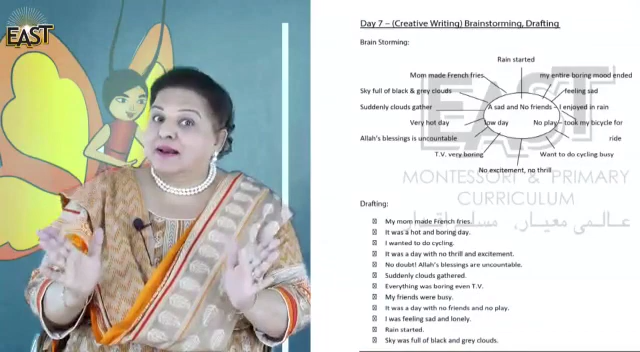 EAST
Day 7 – (Creative Writing) Brainstorming, Drafting
Brain Storming:
Rain started
Mom made French fries
my entire boring mood ended
Sky full of black & grey clouds
feeling sad
Suddenly clouds gather
A sad and No friends – I enjoyed in rain
Very hot day
low day
No play – took my bicycle for
Allah's blessings is uncountable
ride
T.V. very boring
Want to do cycling busy
No excitement, no thrill
EAST
MONTESSORI & PRIMARY
CURRICULUM
عالمی معیار، مسلم اقدار
Drafting:
My mom made French fries.
It was a hot and boring day.
I wanted to do cycling.
It was a day with no thrill and excitement.
No doubt! Allah's blessings are uncountable.
Suddenly clouds gathered.
Everything was boring even T.V.
My friends were busy.
It was a day with no friends and no play.
I was feeling sad and lonely.
Rain started.
Sky was full of black and grey clouds.